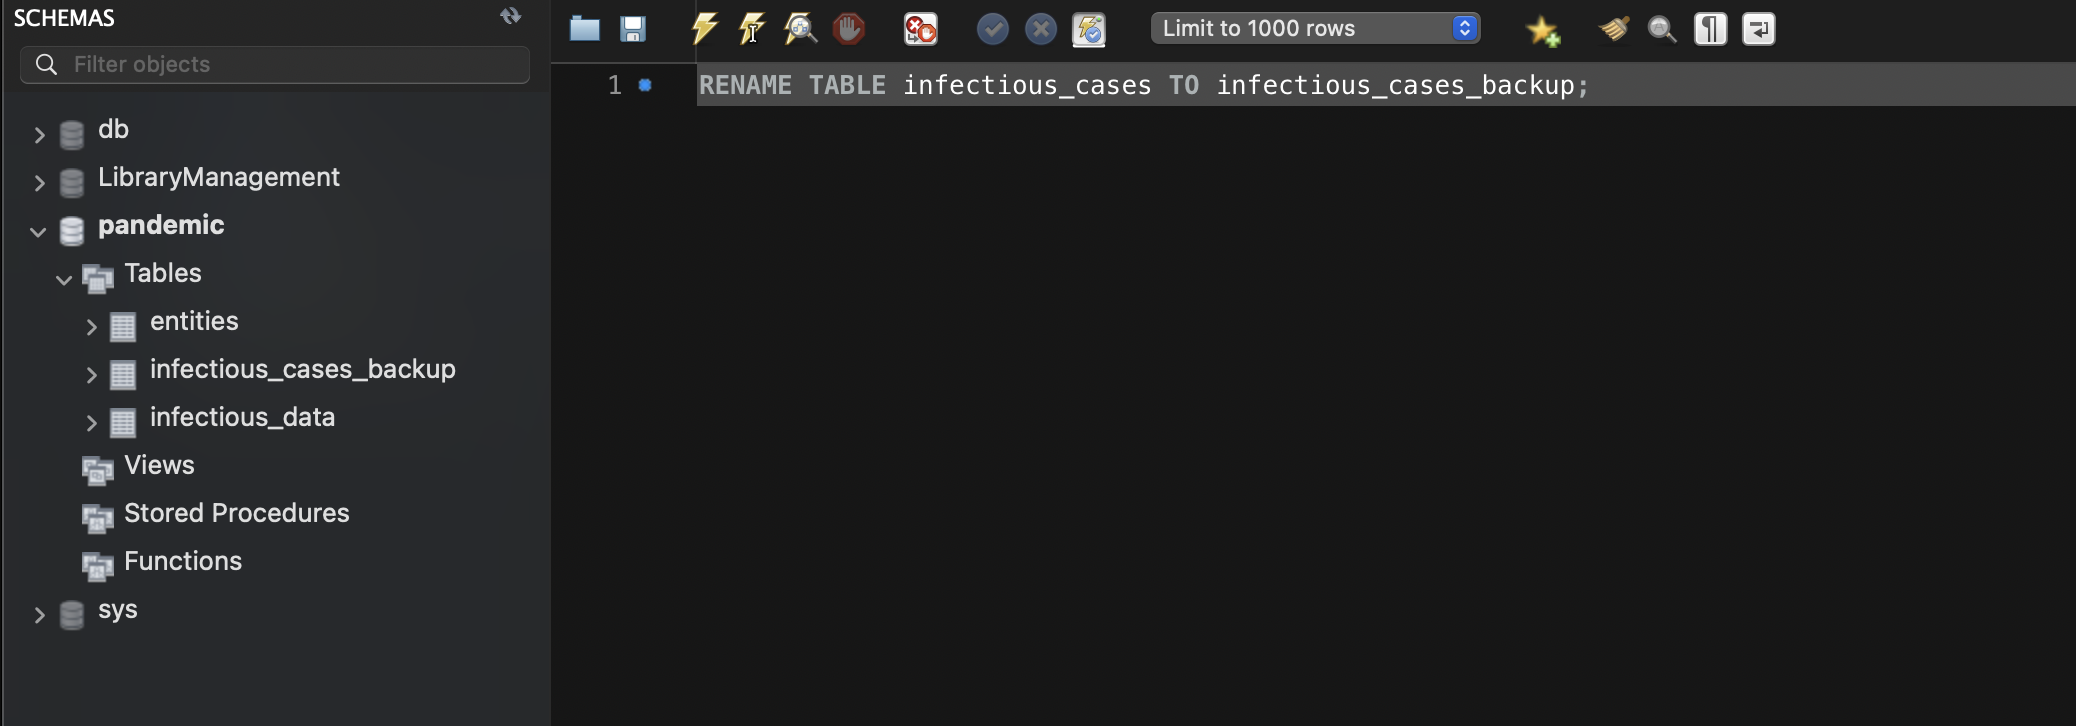 SCHEMAS
Filter objects
db
LibraryManagement
pandemic
Tables
entities
infectious_cases_backup
infectious_data
Views
Stored Procedures
Functions
sys
Limit to 1000 rows
1 RENAME TABLE infectious_cases TO infectious_cases_backup;